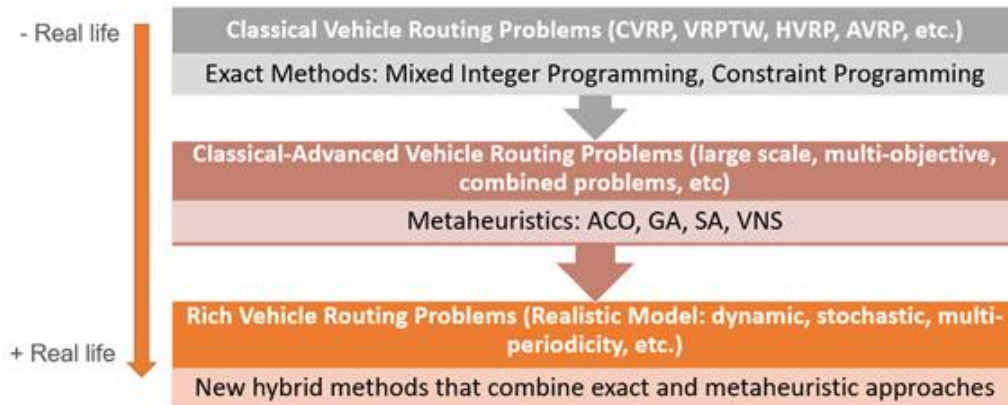 - Real life
Classical Vehicle Routing Problems (CVRP, VRPTW, HVRP, AVRP, etc.)
Exact Methods: Mixed Integer Programming, Constraint Programming
Classical-Advanced Vehicle Routing Problems (large scale, multi-objective,
combined problems, etc)
Metaheuristics: ACO, GA, SA, VNS
Rich Vehicle Routing Problems (Realistic Model: dynamic, stochastic, multi-
periodicity, etc.)
+ Real life
New hybrid methods that combine exact and metaheuristic approaches